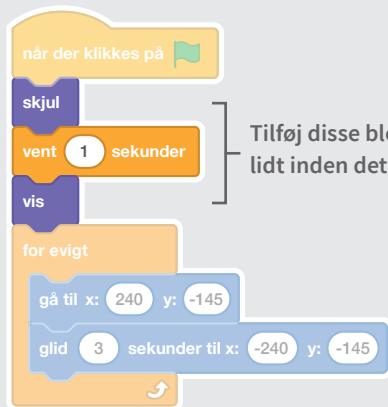 når der klikkes på
skjul
vent 1 sekunder
vis
Tilføj disse
lidt inden det
for evigt
gå til x: 240 y: -145
glid 3 sekunder til x: -240 y: -145